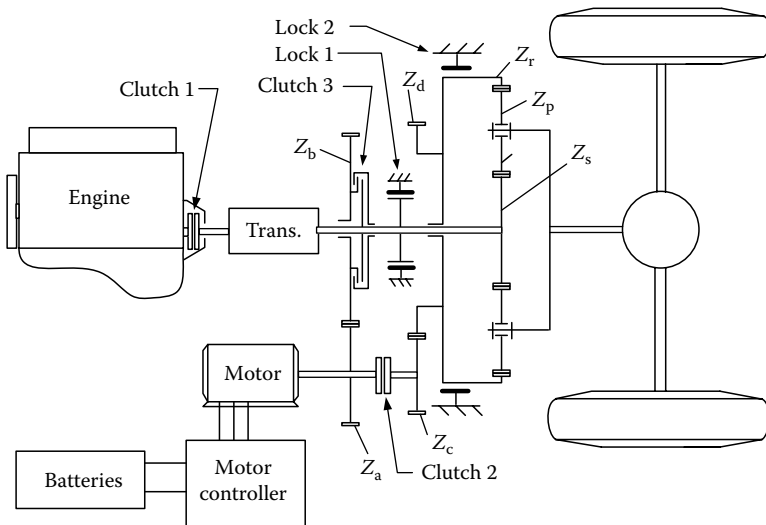 Lock 2
Lock 1
Clutch 1
Clutch 3
Z_d
Z_r
Z_p
Z_b
Z_s
Engine
Trans.
Motor
Z_a
Z_c
Clutch 2
Batteries
Motor
controller